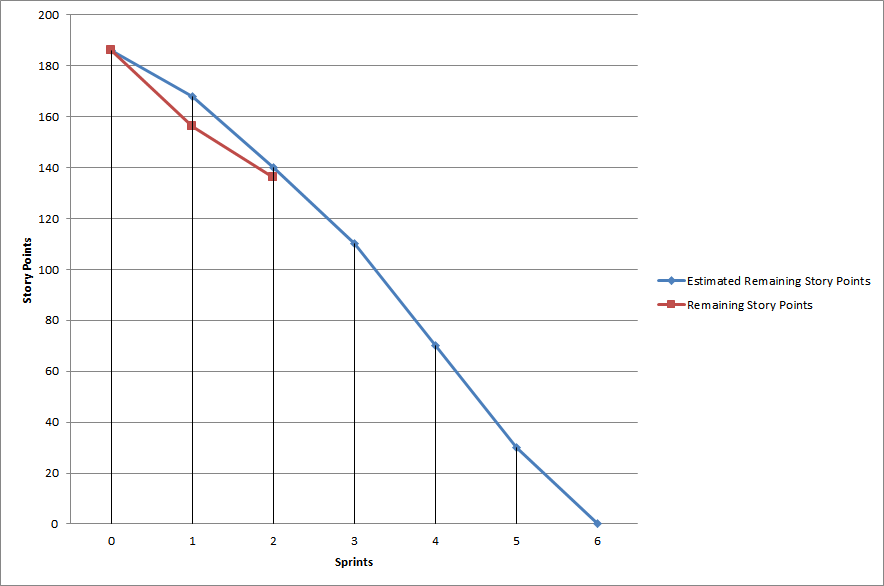 200
180
160
140
120
100
80
60
40
20
0
Story Points
0 1 2 3 4 5 6
Sprints
Estimated Remaining Story Points
Remaining Story Points